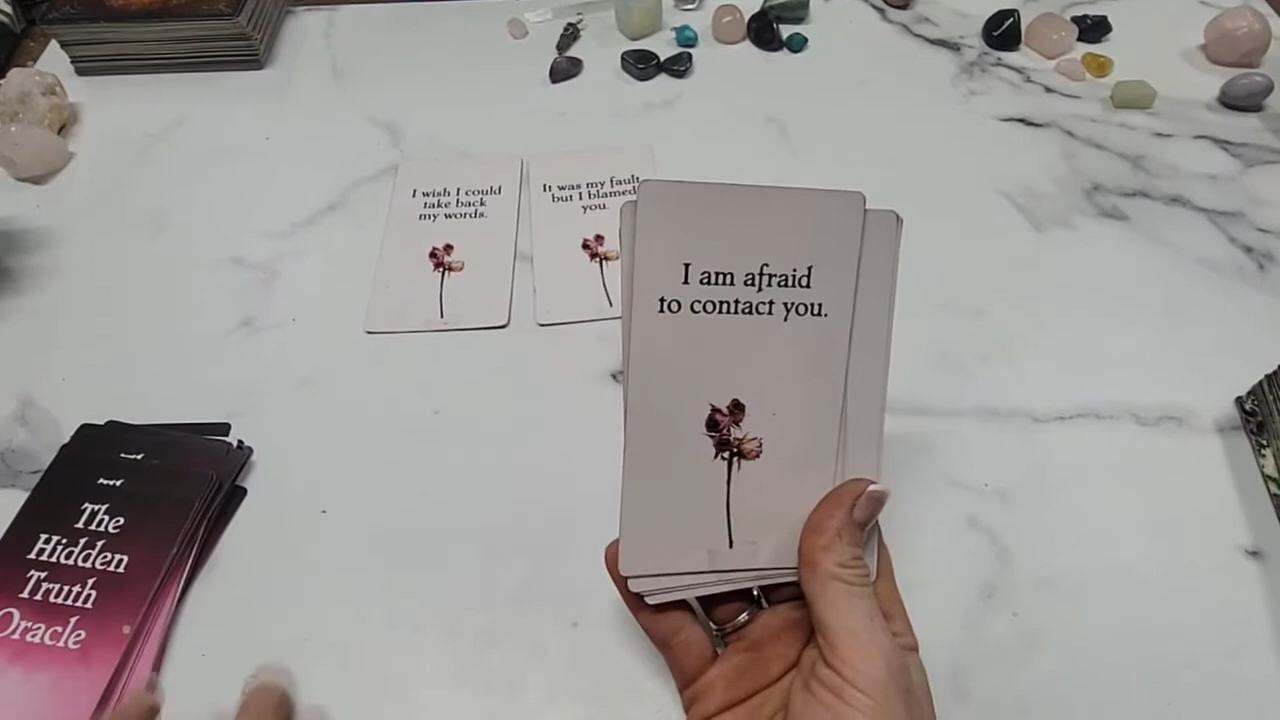 I wish I could
take back
my words.
It was my fault
but I blamed
you.
I am afraid
to contact you.
The
Hidden
Truth
Oracle